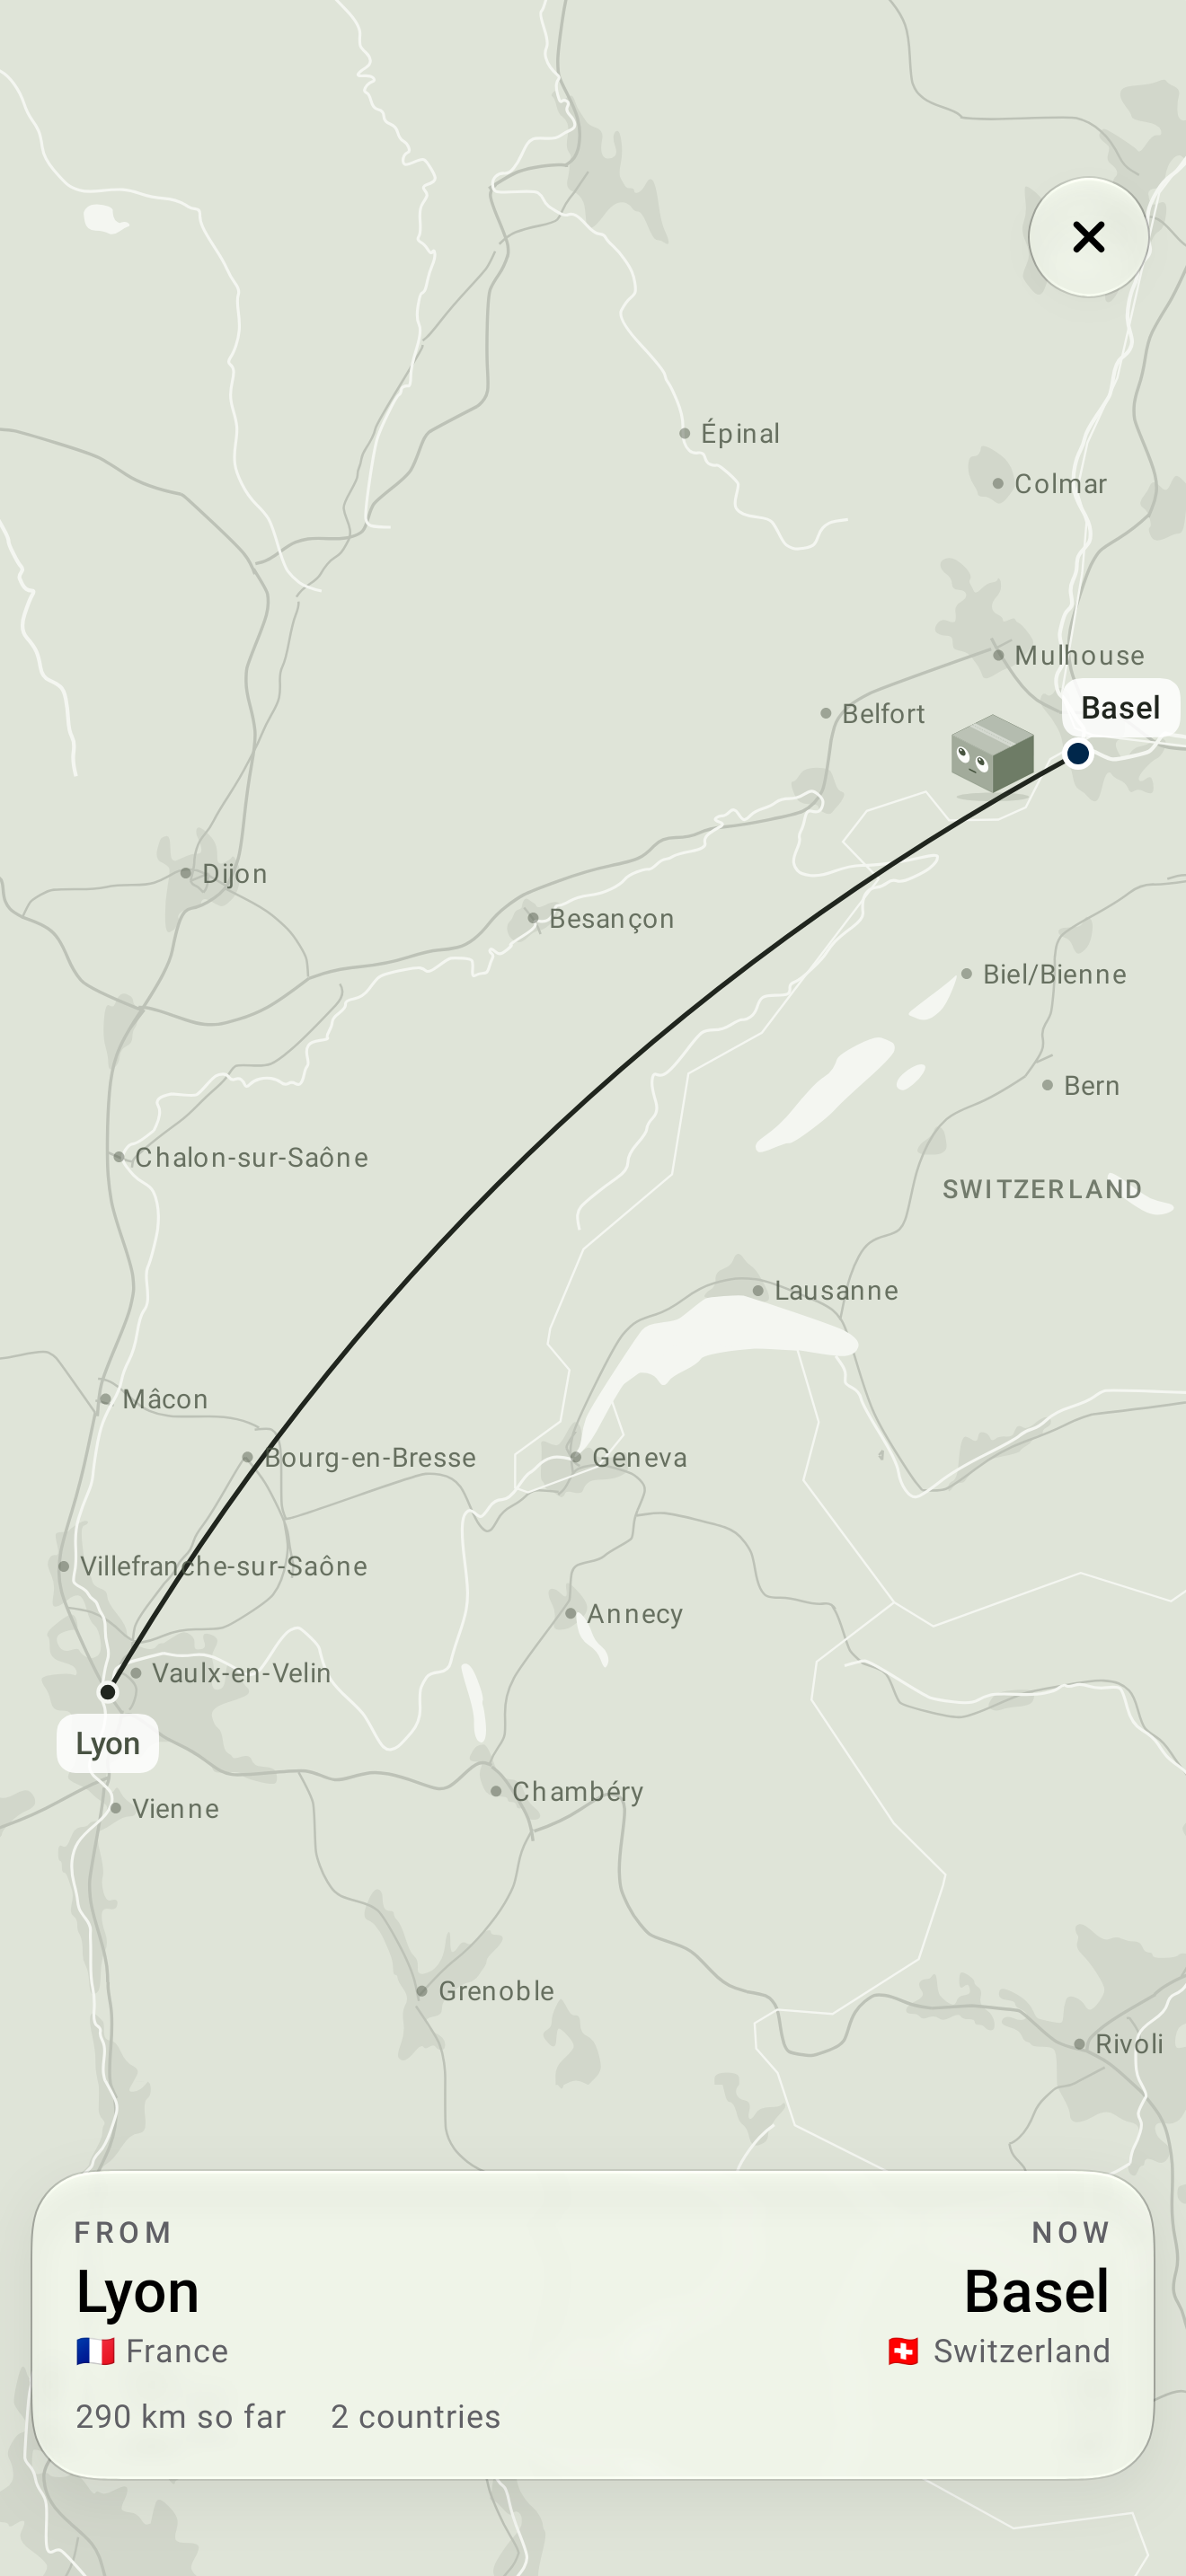 Épinal
Colmar
Mulhouse
Basel
Belfort
Dijon
Besançon
Biel/Bienne
Bern
Chalon-sur-Saône
SWITZERLAND
Lausanne
Mâcon
Bourg-en-Bresse
Geneva
Villefranche-sur-Saône
Annecy
Vaulx-en-Velin
Lyon
Chambéry
Vienne
Grenoble
Rivoli
FROM
NOW
Lyon
Basel
France
Switzerland
290 km so far
2 countries